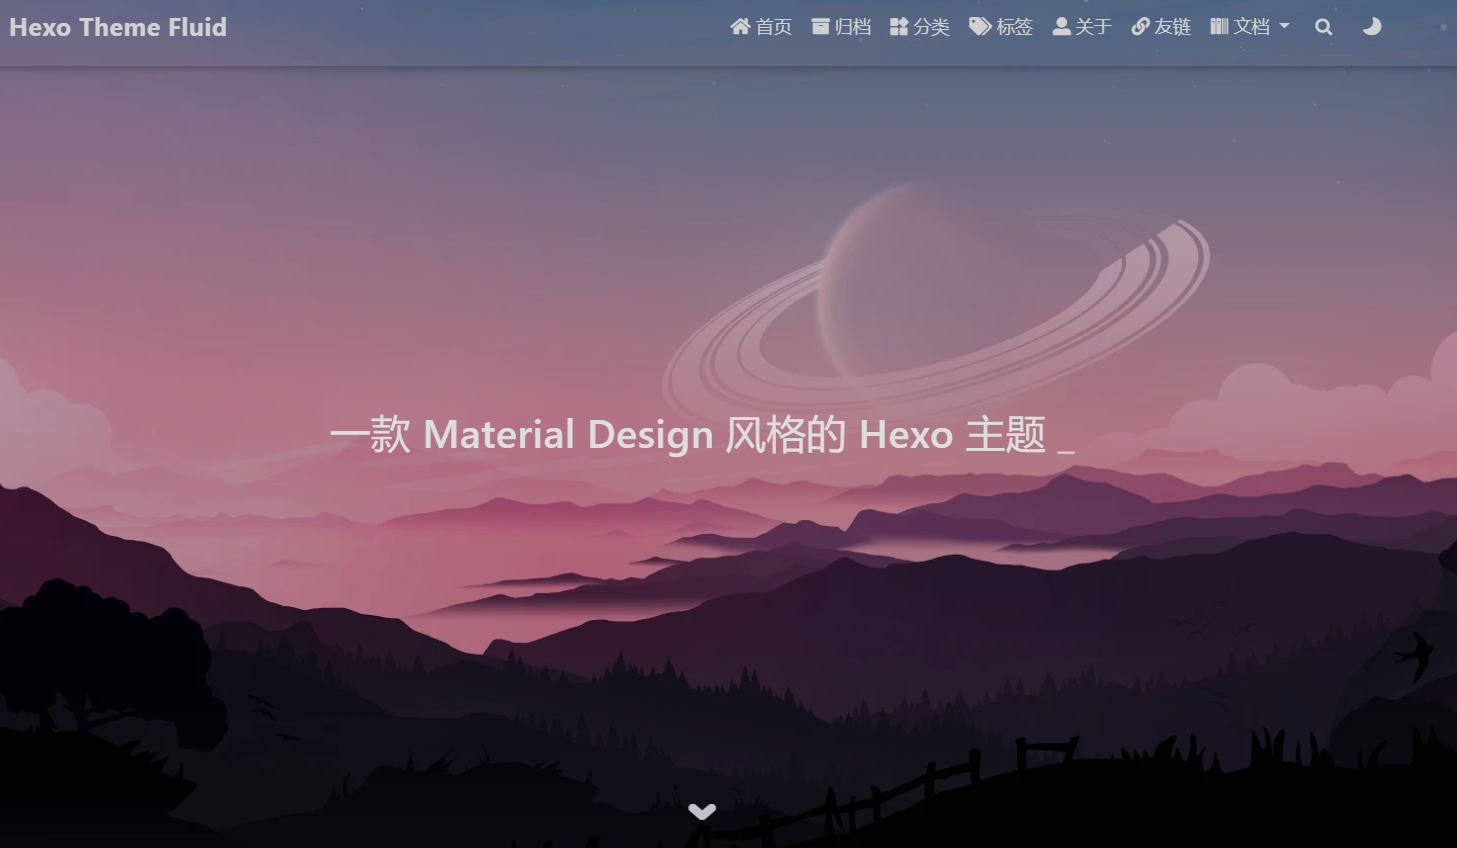 Hexo Theme Fluid 首页 归档 分类 标签 关于 友链 文档
一款 Material Design 风格的 Hexo 主题 _